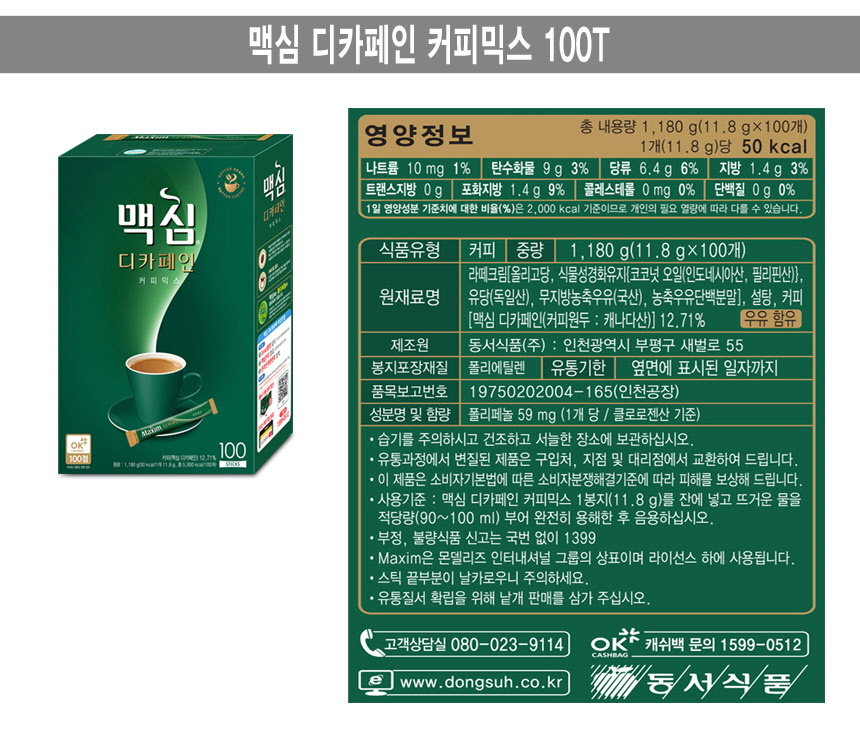 맥심 디카페인 커피믹스 100T
맥심
디카페인
커피믹스
맥심
디카페인
커피믹스
Maxim
OK
100점
커피(맥심 디카페인) 12.71%
100
STICKS
영양정보
총 내용량 1,180 g(11.8 g×100개)
1개(11.8 g)당 50 kcal
나트륨 10 mg 1% 탄수화물 9 g 3% 당류 6.4 g 6% 지방 1.4 g 3%
트랜스지방 0 g 포화지방 1.4 g 9% 콜레스테롤 0 mg 0% 단백질 0 g 0%
1일 영양성분 기준치에 대한 비율(%)은 2,000 kcal 기준이므로 개인의 필요 열량에 따라 다를 수 있습니다.
식품유형 커피 중량 1,180 g(11.8 g×100개)
원재료명
라떼크림[올리고당, 식물성경화유지{코코넛 오일(인도네시아산, 필리핀산)},
유당(독일산), 무지방농축우유(국산), 농축우유단백분말], 설탕, 커피
[맥심 디카페인(커피원두 : 캐나다산)] 12.71% 우유 함유
제조원 동서식품(주) : 인천광역시 부평구 새벌로 55
봉지포장재질 폴리에틸렌 유통기한 옆면에 표시된 일자까지
품목보고번호 19750202004-165(인천공장)
성분명 및 함량 폴리페놀 59 mg (1개 당 / 클로로젠산 기준)
• 습기를 주의하시고 건조하고 서늘한 장소에 보관하십시오.
• 유통과정에서 변질된 제품은 구입처, 지점 및 대리점에서 교환하여 드립니다.
• 이 제품은 소비자기본법에 따른 소비자분쟁해결기준에 따라 피해를 보상해 드립니다.
• 사용기준 : 맥심 디카페인 커피믹스 1봉지(11.8 g)를 잔에 넣고 뜨거운 물을
적당량(90~100 ml) 부어 완전히 용해한 후 음용하십시오.
• 부정, 불량식품 신고는 국번 없이 1399
• Maxim은 몬델리즈 인터내셔널 그룹의 상표이며 라이선스 하에 사용됩니다.
• 스틱 끝부분이 날카로우니 주의하세요.
• 유통질서 확립을 위해 낱개 판매를 삼가 주십시오.
고객상담실 080-023-9114
OK CASHBAG 캐쉬백 문의 1599-0512
www.dongsuh.co.kr
동서식품